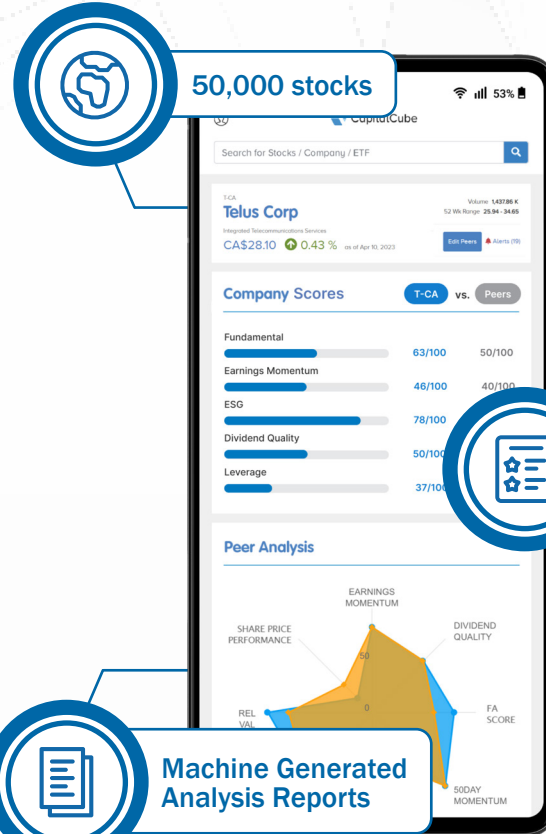 50,000 stocks
53%
CapitalCube
Search for Stocks / Company / ETF
T-CA
Telus Corp
Integrated Telecommunications Services
CA$28.10 0.43 % as of Apr 10, 2023
Volume 1,437.86 K
52 Wk Range 25.94 - 34.65
Edit Peers
Alerts (19)
Company Scores
T-CA vs. Peers
Fundamental
63/100 50/100
Earnings Momentum
46/100 40/100
ESG
78/100
Dividend Quality
50/100
Leverage
37/100
Peer Analysis
EARNINGS
MOMENTUM
SHARE PRICE
PERFORMANCE
DIVIDEND
QUALITY
50
0
REL
VAL
FA
SCORE
50DAY
MOMENTUM
Machine Generated
Analysis Reports